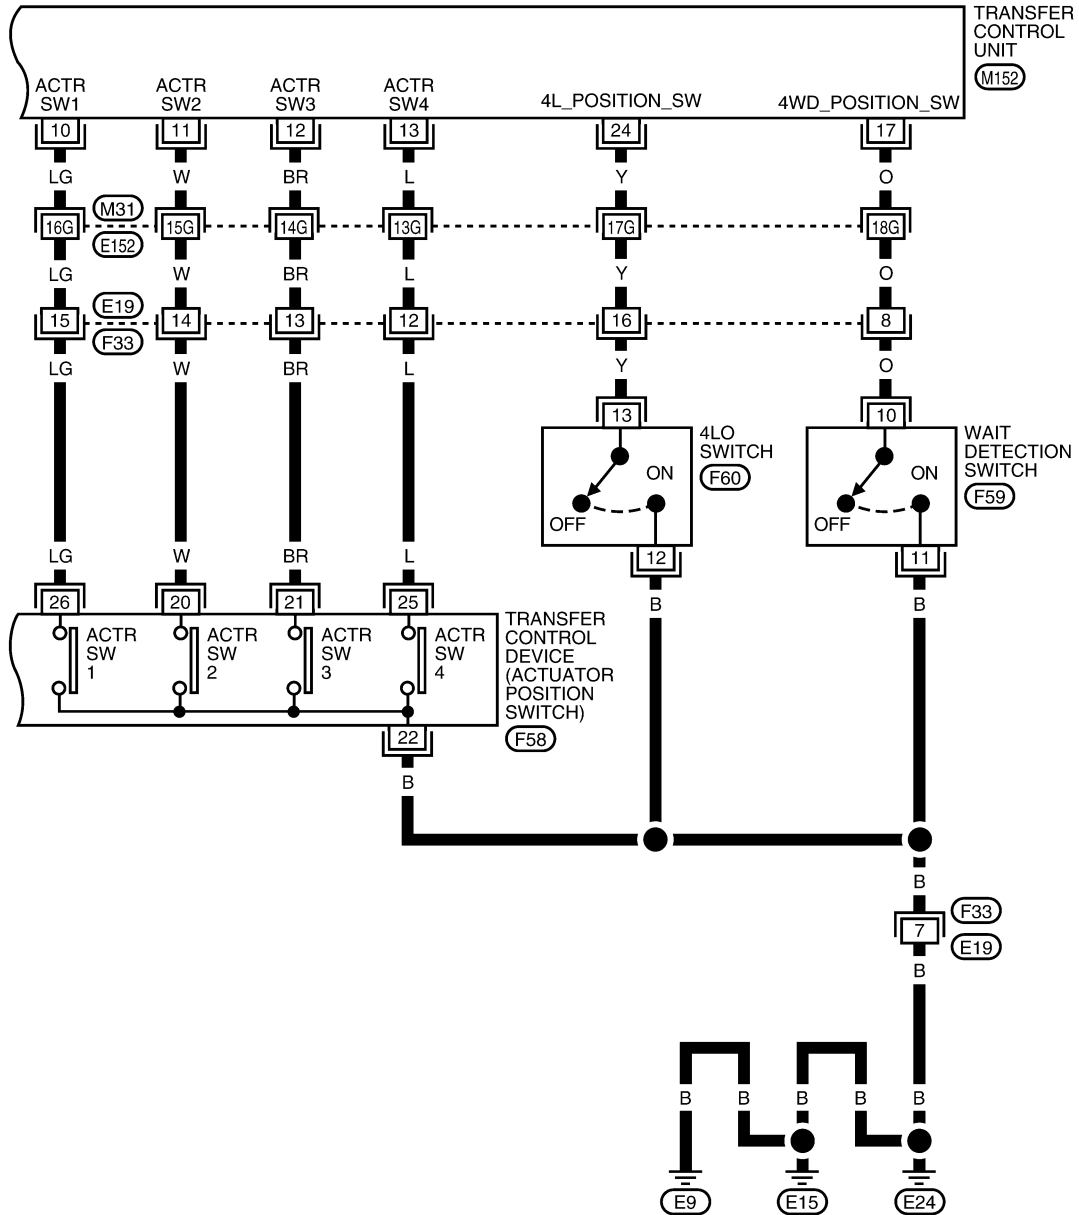 TRANSFER
CONTROL
UNIT
M152
ACTR
SW1
ACTR
SW2
ACTR
SW3
ACTR
SW4
4L_POSITION_SW
4WD_POSITION_SW
10
11
12
13
24
17
LG
W
BR
L
Y
O
M31
16G
15G
14G
13G
17G
18G
E152
LG
W
BR
L
Y
O
E19
15
14
13
12
16
8
F33
LG
W
BR
L
Y
O
13
10
4LO
SWITCH
F60
ON
OFF
WAIT
DETECTION
SWITCH
F59
ON
OFF
12
11
LG
W
BR
L
B
B
26
20
21
25
ACTR
SW
1
ACTR
SW
2
ACTR
SW
3
ACTR
SW
4
TRANSFER
CONTROL
DEVICE
(ACTUATOR
POSITION
SWITCH)
F58
22
B
B
F33
7
E19
B
B
B
B
B
B
E9
E15
E24